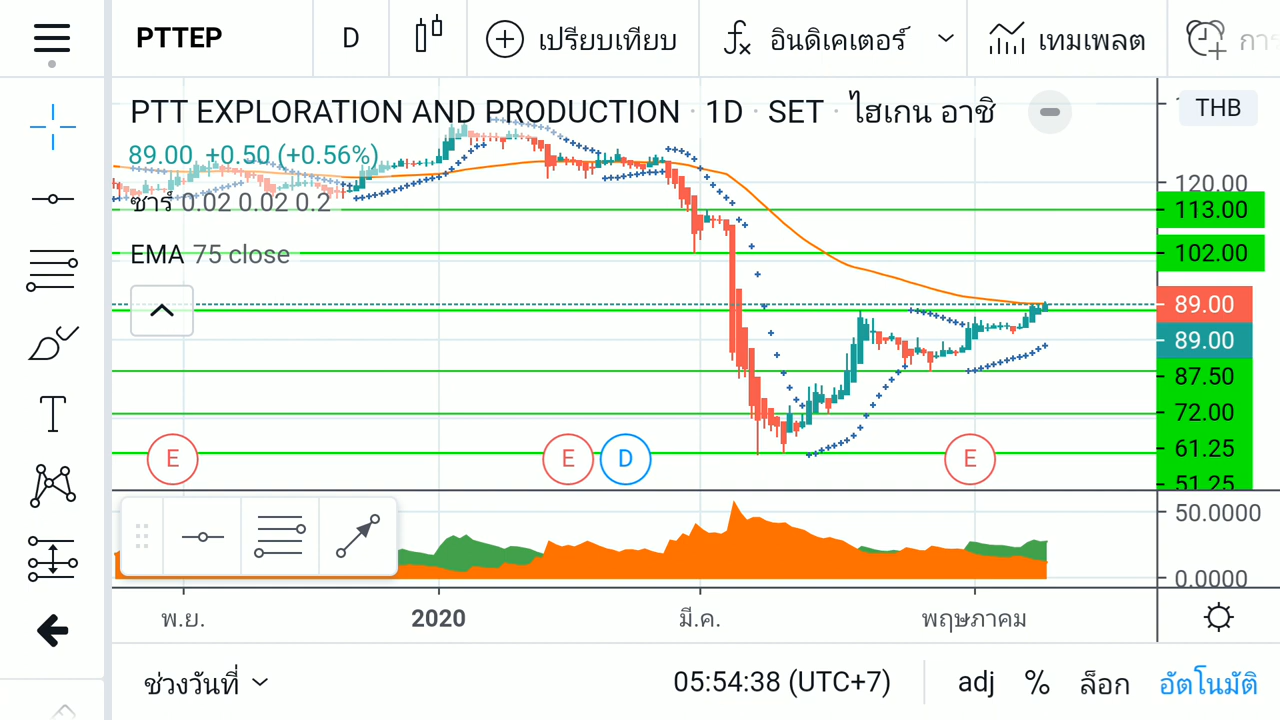 PTTEP D เปรียบเทียบ อินดิเคเตอร์ เทมเพลต
PTT EXPLORATION AND PRODUCTION · 1D · SET · ไฮเกน อาชิ
THB
89.00 +0.50 (+0.56%)
ซาร์ 0.02 0.02 0.2
EMA 75 close
120.00
113.00
102.00
89.00
89.00
87.50
72.00
61.25
51.25
E E D E
50.0000
0.0000
พ.ย. 2020 มี.ค. พฤษภาคม
ช่วงวันที่ 05:54:38 (UTC+7) adj % ล็อก อัตโนมัติ